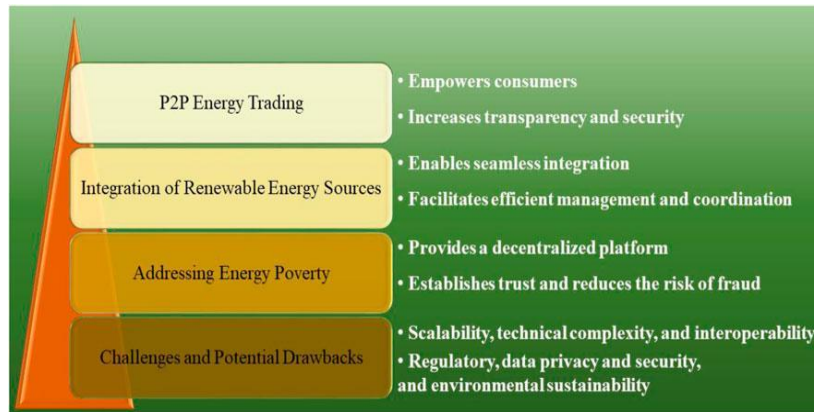 P2P Energy Trading
• Empowers consumers
• Increases transparency and security
Integration of Renewable Energy Sources
• Enables seamless integration
• Facilitates efficient management and coordination
Addressing Energy Poverty
• Provides a decentralized platform
• Establishes trust and reduces the risk of fraud
Challenges and Potential Drawbacks
• Scalability, technical complexity, and interoperability
• Regulatory, data privacy and security,
and environmental sustainability